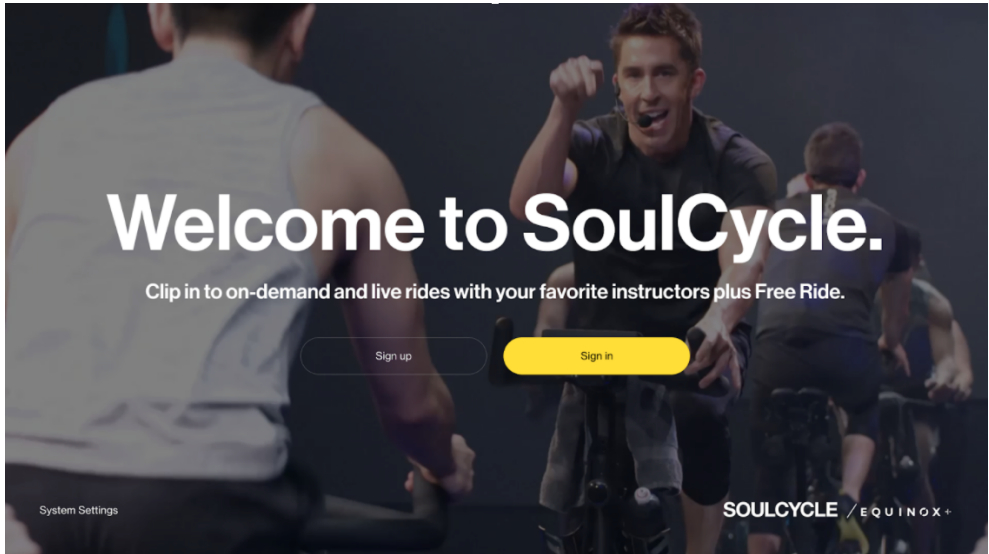 Welcome to SoulCycle.
Clip in to on-demand and live rides with your favorite instructors plus Free Ride.
Sign up
Sign in
System Settings
SOULCYCLE / EQUINOX+